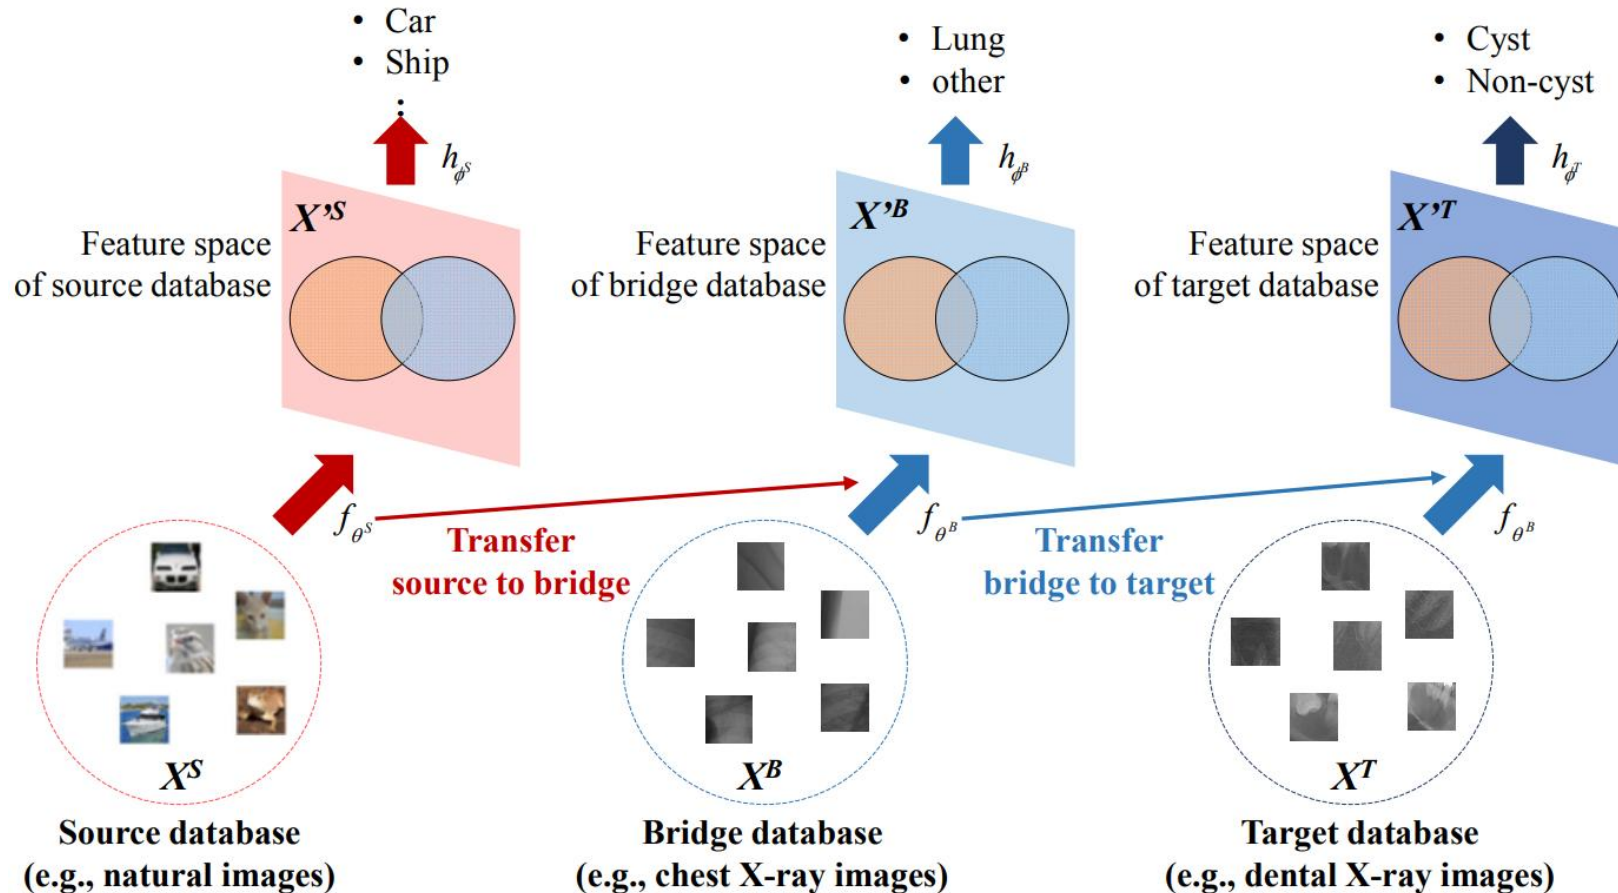 • Car
• Ship
⋮
h_{ϕ^S}
X'^S
Feature space
of source database
f_{θ^S}
Transfer
source to bridge
X^S
Source database
(e.g., natural images)
• Lung
• other
h_{ϕ^B}
X'^B
Feature space
of bridge database
f_{θ^B}
Transfer
bridge to target
X^B
Bridge database
(e.g., chest X-ray images)
• Cyst
• Non-cyst
h_{ϕ^T}
X'^T
Feature space
of target database
f_{θ^B}
X^T
Target database
(e.g., dental X-ray images)